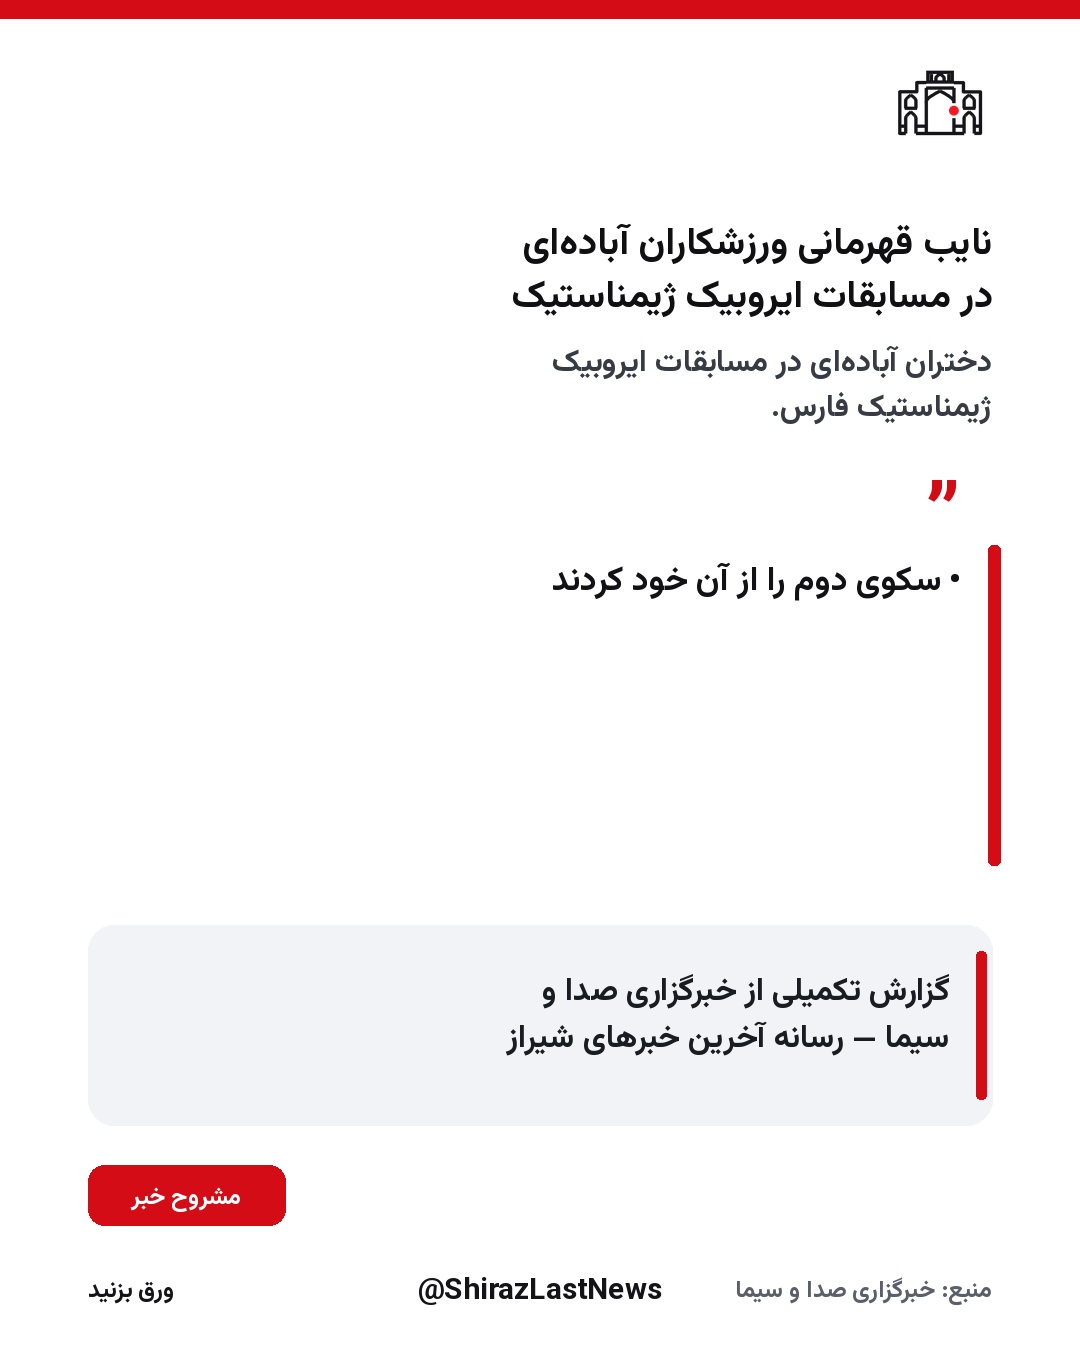 نایب قهرمانی ورزشکاران آباده‌ای
در مسابقات ایروبیک ژیمناستیک
دختران آباده‌ای در مسابقات ایروبیک
ژیمناستیک فارس.
”
• سکوی دوم را از آن خود کردند
گزارش تکمیلی از خبرگزاری صدا و
سیما – رسانه آخرین خبرهای شیراز
مشروح خبر
منبع: خبرگزاری صدا و سیما
@ShirazLastNews
ورق بزنید